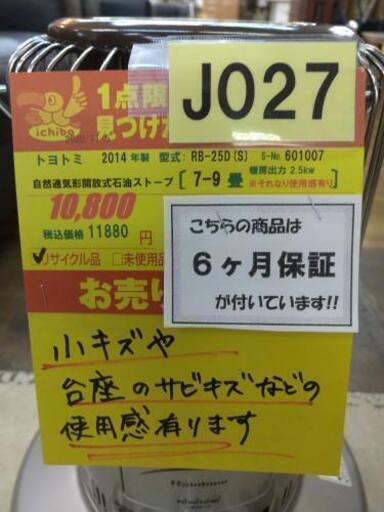 J027
ichiba
1点限
見つけ
トヨトミ 2014年製 型式: RB-25D(S) S-No 601007
自然通気形開放式石油ストーブ [7-9 畳 暖房出力 2.5kw
※それなり使用感有り]
10,800
税込価格 11880 円
リサイクル品 □未使用品
こちらの商品は
6ヶ月保証
が付いています!!
お売り
小キズや
台座のサビキズなどの
使用感有ります
Rainbow
TOYOTOMI